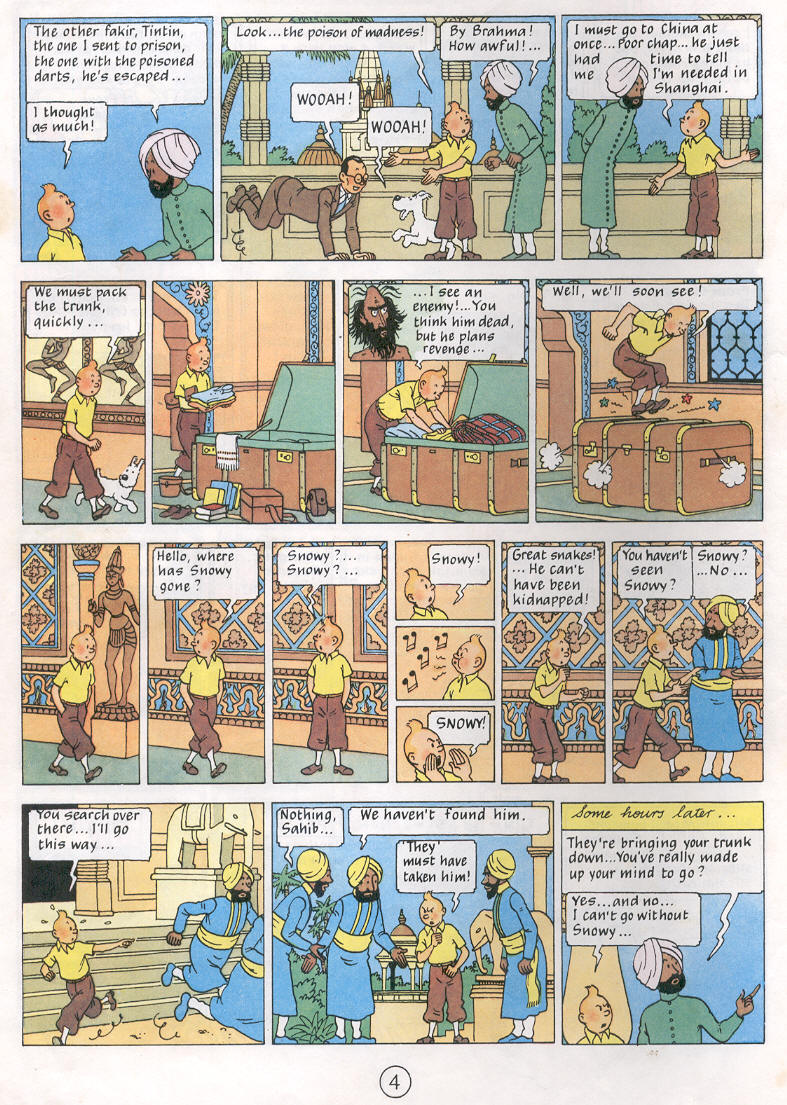 The other fakir, Tintin,
the one I sent to prison,
the one with the poisoned
darts, he's escaped...
I thought
as much!
Look...the poison of madness!
By Brahma!
How awful!...
WOOAH!
WOOAH!
I must go to China at
once...Poor chap...he just
had time to tell
me I'm needed in
Shanghai.
We must pack
the trunk,
quickly...
...I see an
enemy!...You
think him dead,
but he plans
revenge...
Well, we'll soon see!
Hello, where
has Snowy
gone?
Snowy?...
Snowy?...
Snowy!
SNOWY!
Great snakes!
...He can't
have been
kidnapped!
You haven't
seen
Snowy?
Snowy?
...No...
You search over
there...I'll go
this way...
Nothing,
Sahib...
We haven't found him.
'They'
must have
taken him!
Some hours later...
They're bringing your trunk
down...You've really made
up your mind to go?
Yes...and no...
I can't go without
Snowy...
4